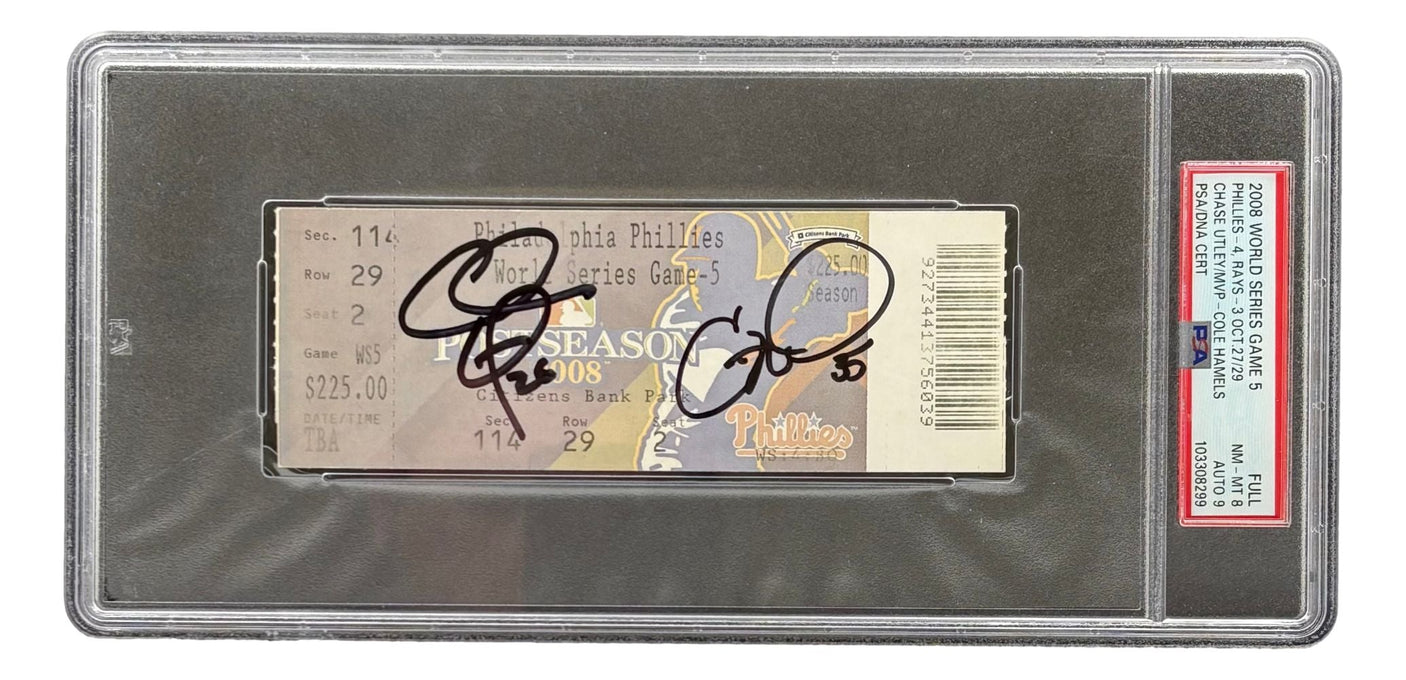 Sec. 114
Row 29
Seat 2
Game WS5
$225.00
DATE/TIME
TBA
Philadelphia Phillies
World Series Game-5
POSTSEASON
2008
Citizens Bank Park
Sec Row Seat
114 29 2
Citizens Bank Park
$225.00
Season
26
35
Phillies
92734413756039
2008 WORLD SERIES GAME 5 FULL
PHILLIES - 4, RAYS - 3 OCT.27/29 NM - MT 8
CHASE UTLEY/MVP - COLE HAMELS AUTO 9
PSA/DNA CERT 103308299
PSA
PSA